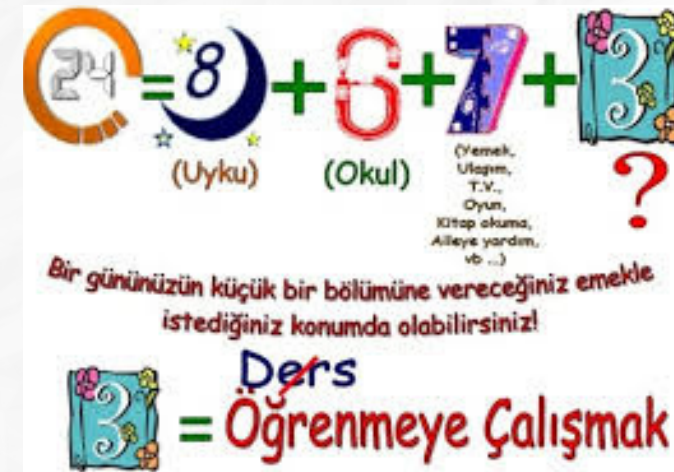 24 = 8 + 6 + 7 + 3
(Uyku) (Okul) (Yemek,
Ulaşım,
T.V.,
Oyun,
Kitap okuma,
Aileye yardım,
vb ...)
?
Bir gününüzün küçük bir bölümüne vereceğiniz emekle
istediğiniz konumda olabilirsiniz!
Ders
3 = Öğrenmeye Çalışmak